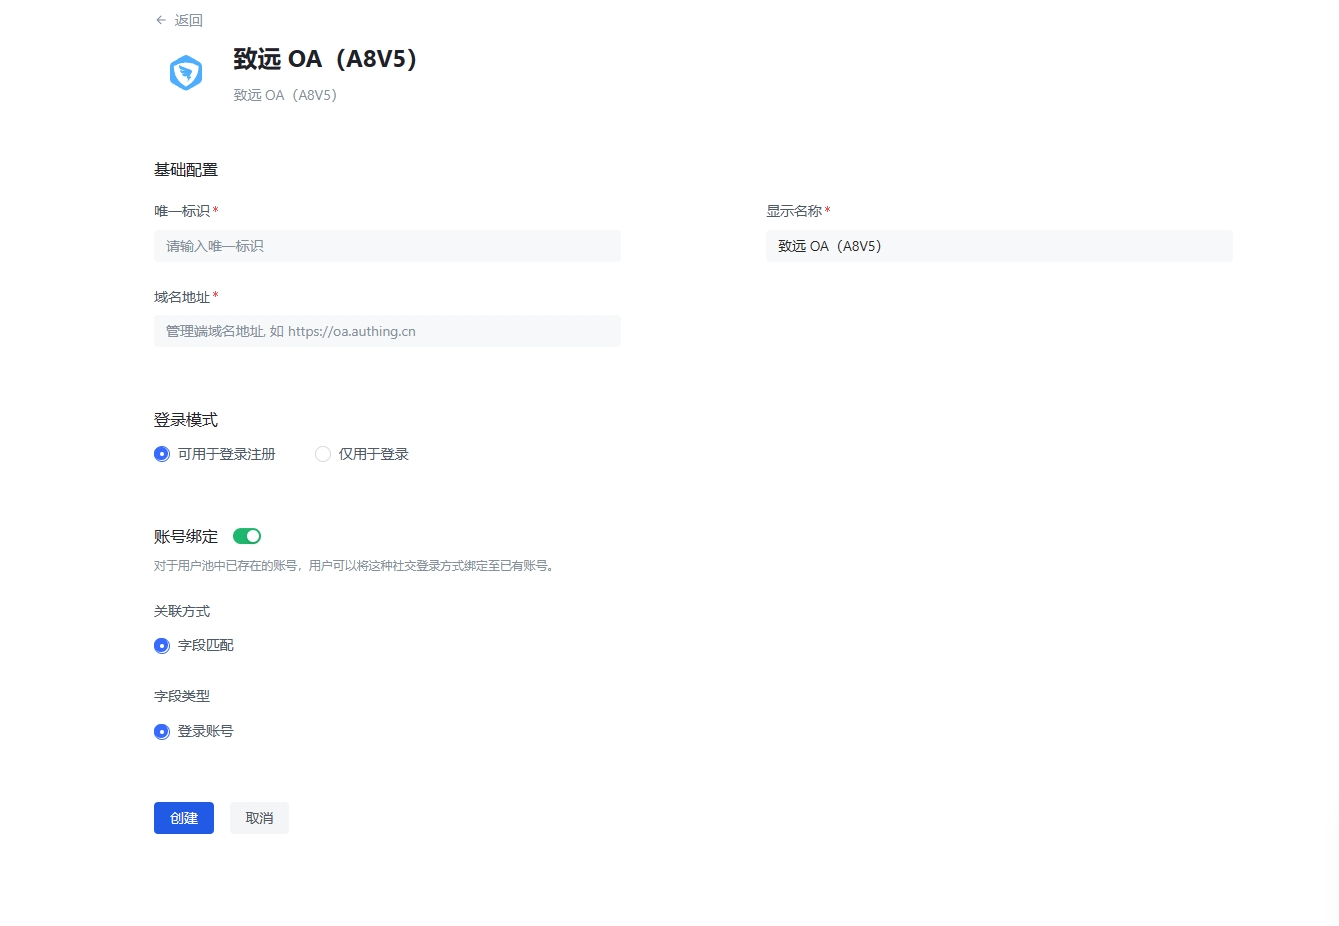 返回
致远 OA（A8V5）
致远 OA（A8V5）
基础配置
唯一标识*
显示名称*
请输入唯一标识
致远 OA（A8V5）
域名地址*
管理端域名地址, 如 https://oa.authing.cn
登录模式
可用于登录注册
仅用于登录
账号绑定
对于用户池中已存在的账号，用户可以将这种社交登录方式绑定至已有账号。
关联方式
字段匹配
字段类型
登录账号
创建
取消